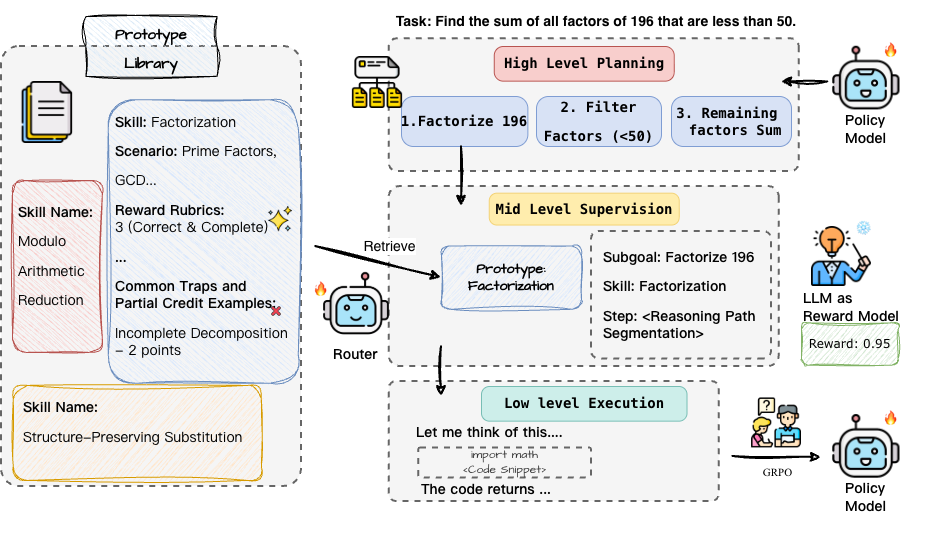 Task: Find the sum of all factors of 196 that are less than 50.
Prototype
Library
Skill: Factorization
Scenario: Prime Factors,
GCD...
Reward Rubrics:
3 (Correct & Complete)
...
Common Traps and
Partial Credit Examples:
Incomplete Decomposition
– 2 points
Skill Name:
Modulo
Arithmetic
Reduction
Skill Name:
Structure–Preserving Substitution
High Level Planning
1.Factorize 196
2. Filter
Factors (<50)
3. Remaining
factors Sum
Policy
Model
Mid Level Supervision
Retrieve
Router
Prototype:
Factorization
Subgoal: Factorize 196
Skill: Factorization
Step: <Reasoning Path
Segmentation>
LLM as
Reward Model
Reward: 0.95
Low level Execution
Let me think of this....
import math
<Code Snippet>
The code returns ...
?
GRPO
Policy
Model